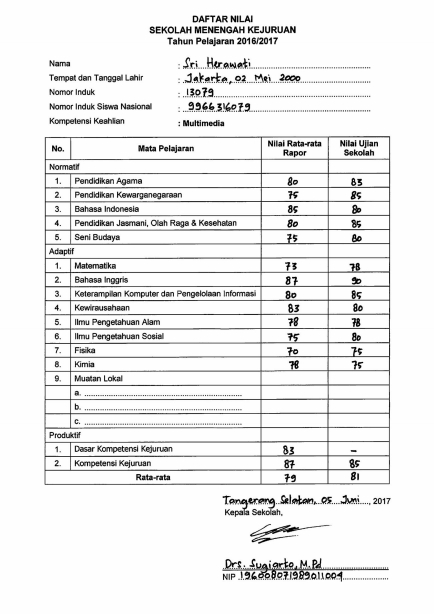 DAFTAR NILAI
SEKOLAH MENENGAH KEJURUAN
Tahun Pelajaran 2016/2017
Nama : Sri Herawati
Tempat dan Tanggal Lahir : Jakarta, 02 Mei 2000
Nomor Induk : 13079
Nomor Induk Siswa Nasional : 9966316079
Kompetensi Keahlian : Multimedia
No. Mata Pelajaran Nilai Rata-rata Rapor Nilai Ujian Sekolah
Normatif
1. Pendidikan Agama 80 83
2. Pendidikan Kewarganegaraan 75 85
3. Bahasa Indonesia 85 80
4. Pendidikan Jasmani, Olah Raga & Kesehatan 80 85
5. Seni Budaya 75 80
Adaptif
1. Matematika 73 78
2. Bahasa Inggris 87 90
3. Keterampilan Komputer dan Pengelolaan Informasi 80 85
4. Kewirausahaan 83 80
5. Ilmu Pengetahuan Alam 78 78
6. Ilmu Pengetahuan Sosial 75 80
7. Fisika 70 75
8. Kimia 78 75
9. Muatan Lokal
a. ..........
b. ..........
c. ..........
Produktif
1. Dasar Kompetensi Kejuruan 83 –
2. Kompetensi Kejuruan 87 85
Rata-rata 79 81
Tangerang Selatan, 05 Juni, 2017
Kepala Sekolah,
Drs. Sugiarto, M.Pd
NIP 196008071989011004